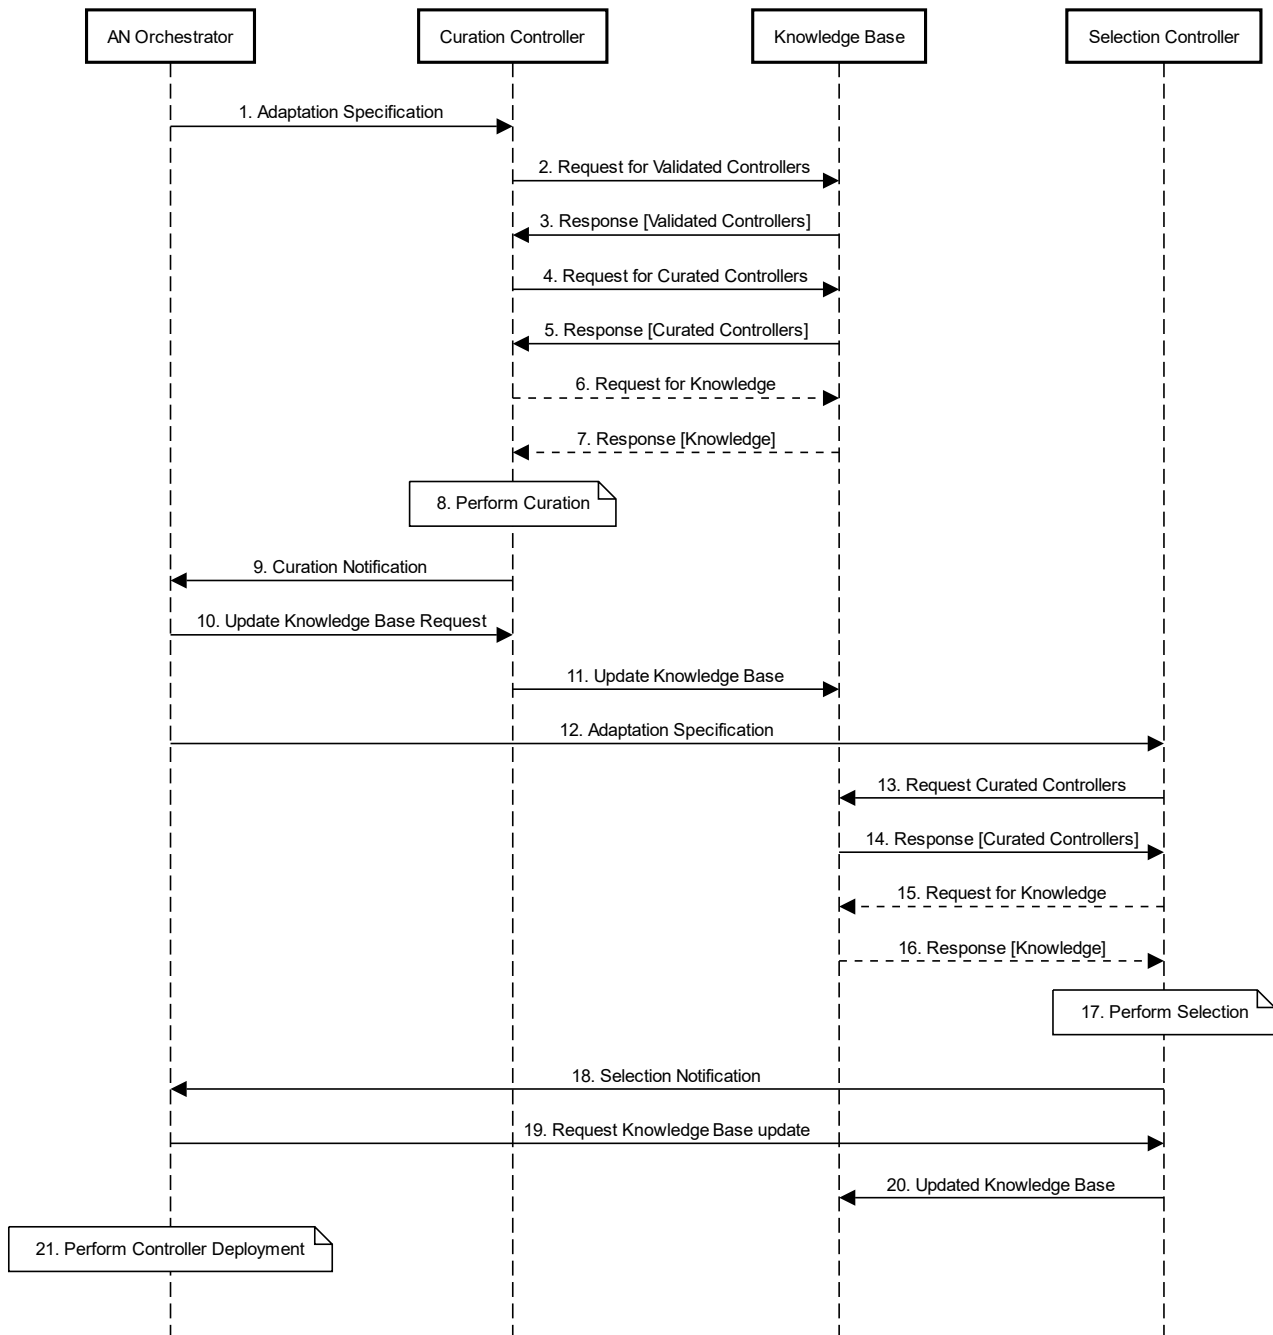 AN Orchestrator
Curation Controller
Knowledge Base
Selection Controller
1. Adaptation Specification
2. Request for Validated Controllers
3. Response [Validated Controllers]
4. Request for Curated Controllers
5. Response [Curated Controllers]
6. Request for Knowledge
7. Response [Knowledge]
8. Perform Curation
9. Curation Notification
10. Update Knowledge Base Request
11. Update Knowledge Base
12. Adaptation Specification
13. Request Curated Controllers
14. Response [Curated Controllers]
15. Request for Knowledge
16. Response [Knowledge]
17. Perform Selection
18. Selection Notification
19. Request Knowledge Base update
20. Updated Knowledge Base
21. Perform Controller Deployment